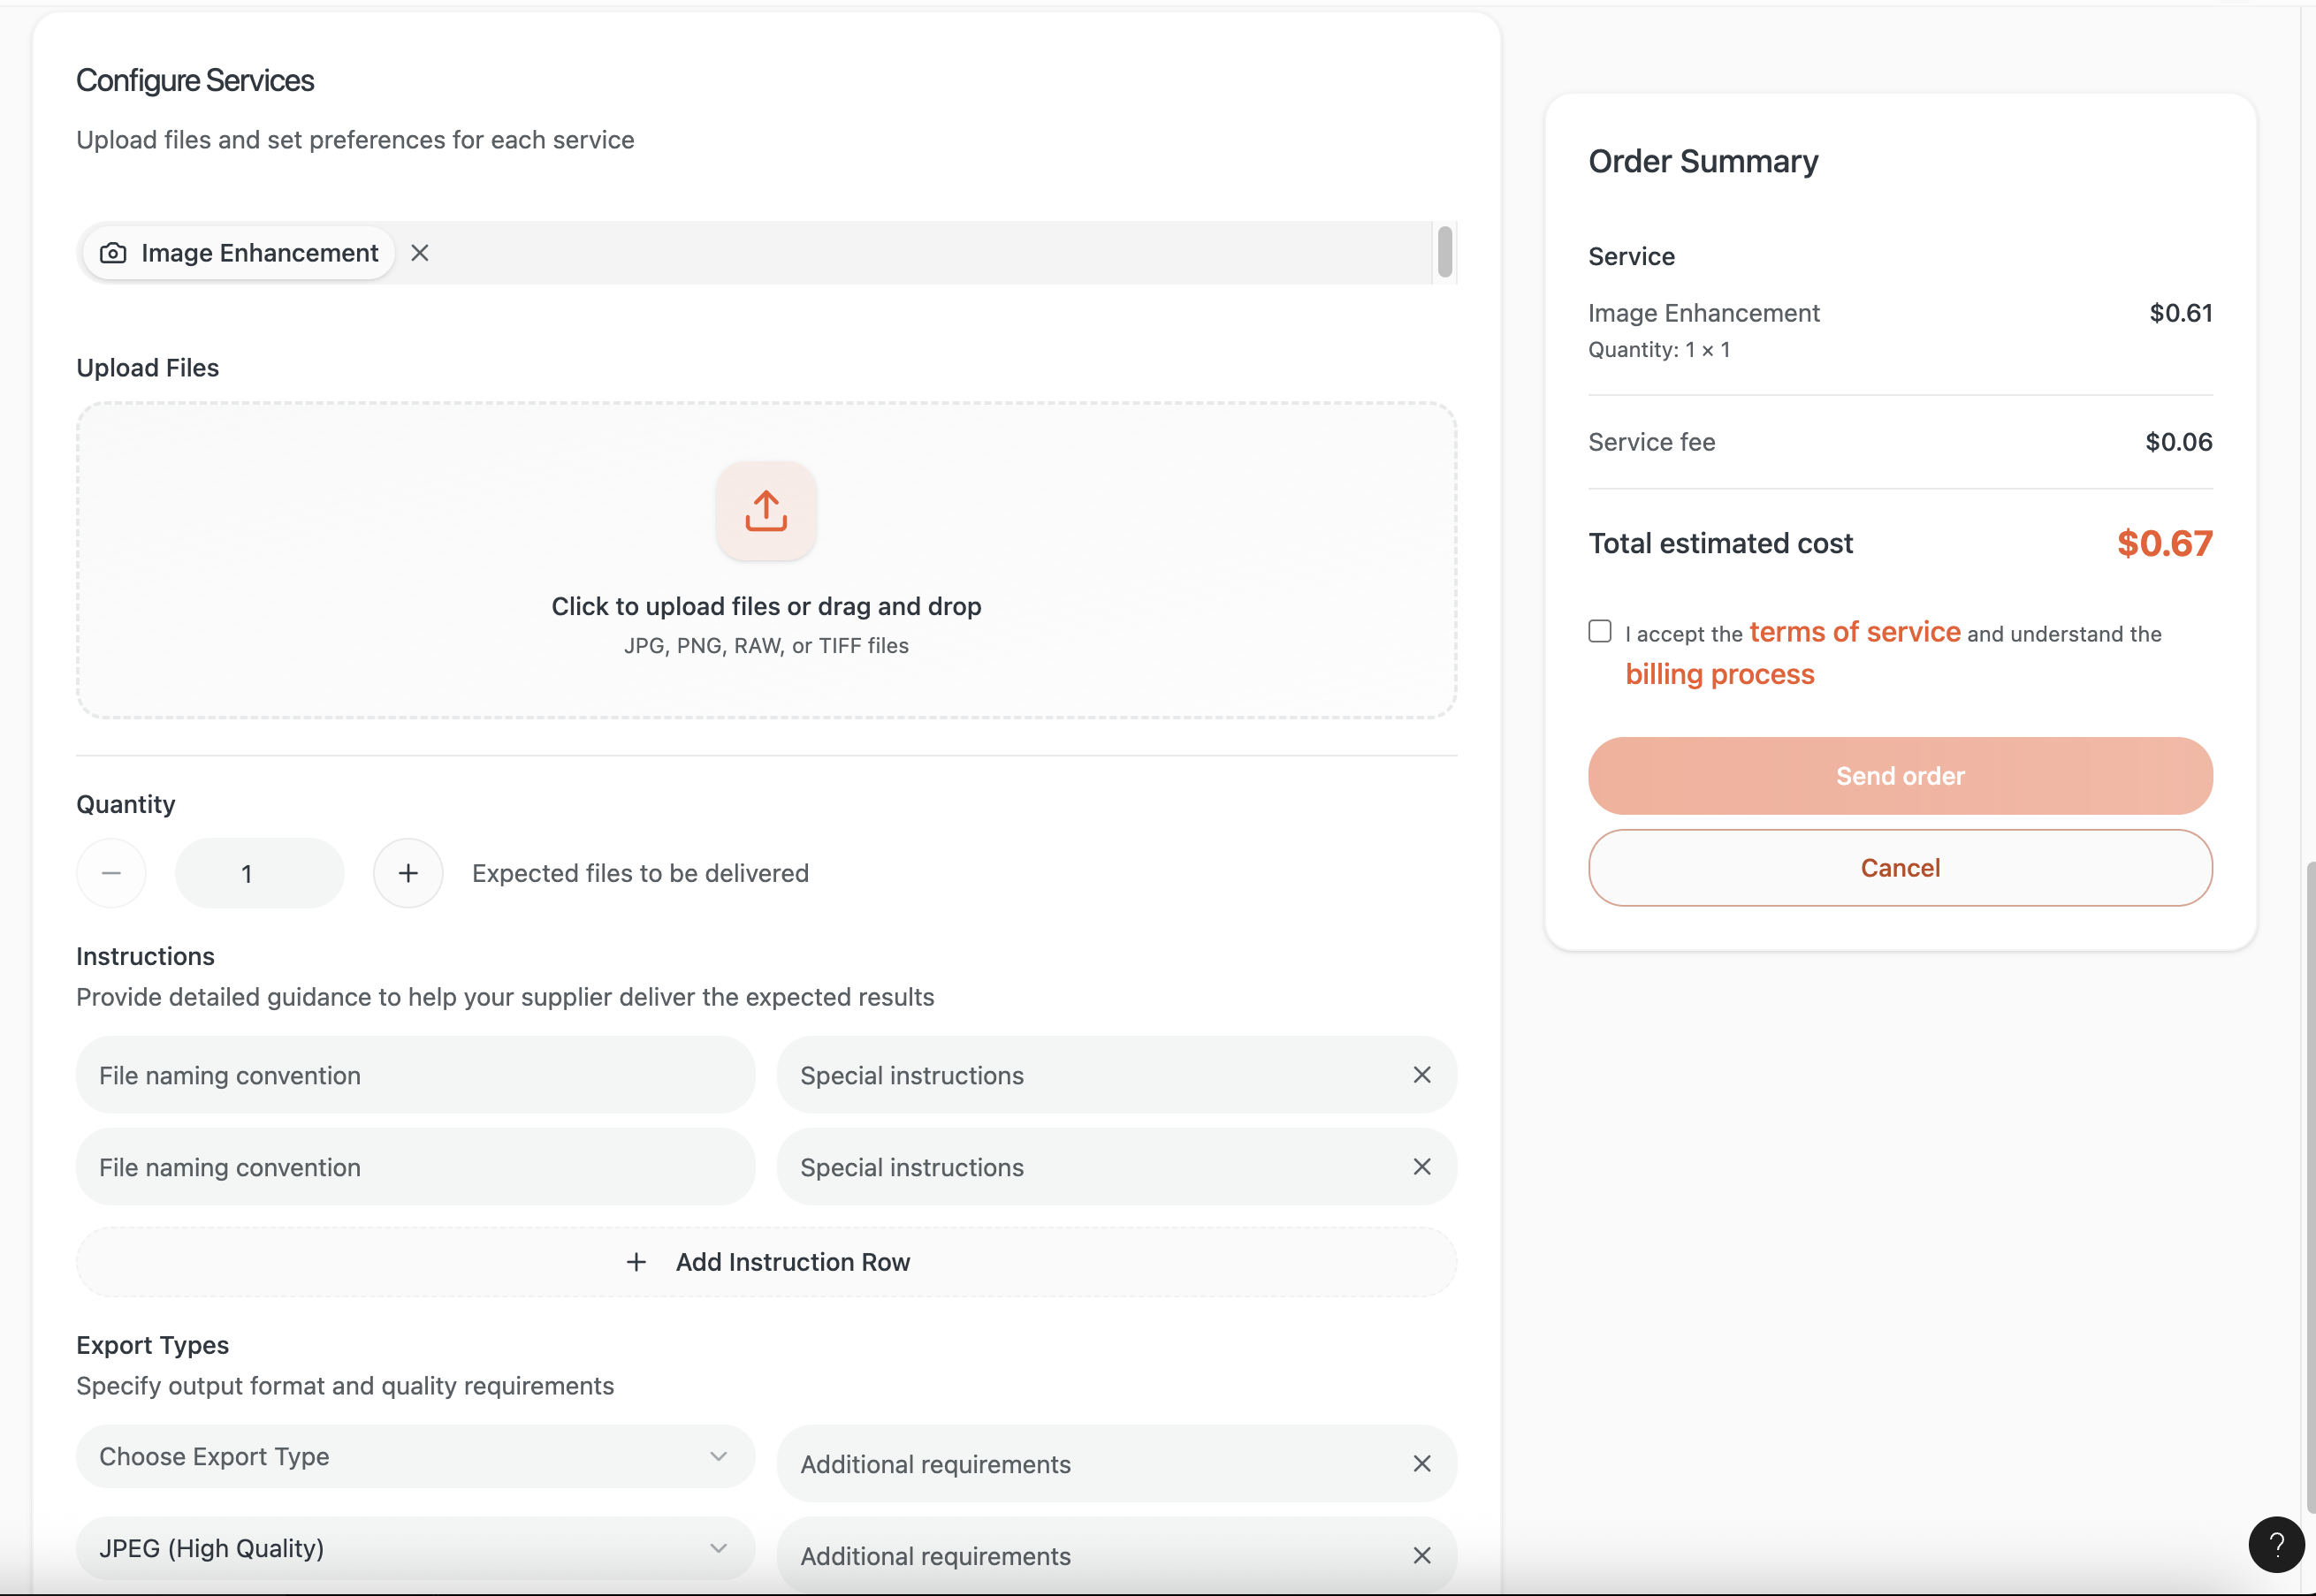 Configure Services
Upload files and set preferences for each service
Image Enhancement
Upload Files
Click to upload files or drag and drop
JPG, PNG, RAW, or TIFF files
Quantity
1
Expected files to be delivered
Instructions
Provide detailed guidance to help your supplier deliver the expected results
File naming convention
Special instructions
File naming convention
Special instructions
Add Instruction Row
Export Types
Specify output format and quality requirements
Choose Export Type
Additional requirements
JPEG (High Quality)
Additional requirements
Order Summary
Service
Image Enhancement $0.61
Quantity: 1 × 1
Service fee $0.06
Total estimated cost $0.67
I accept the terms of service and understand the
billing process
Send order
Cancel
?